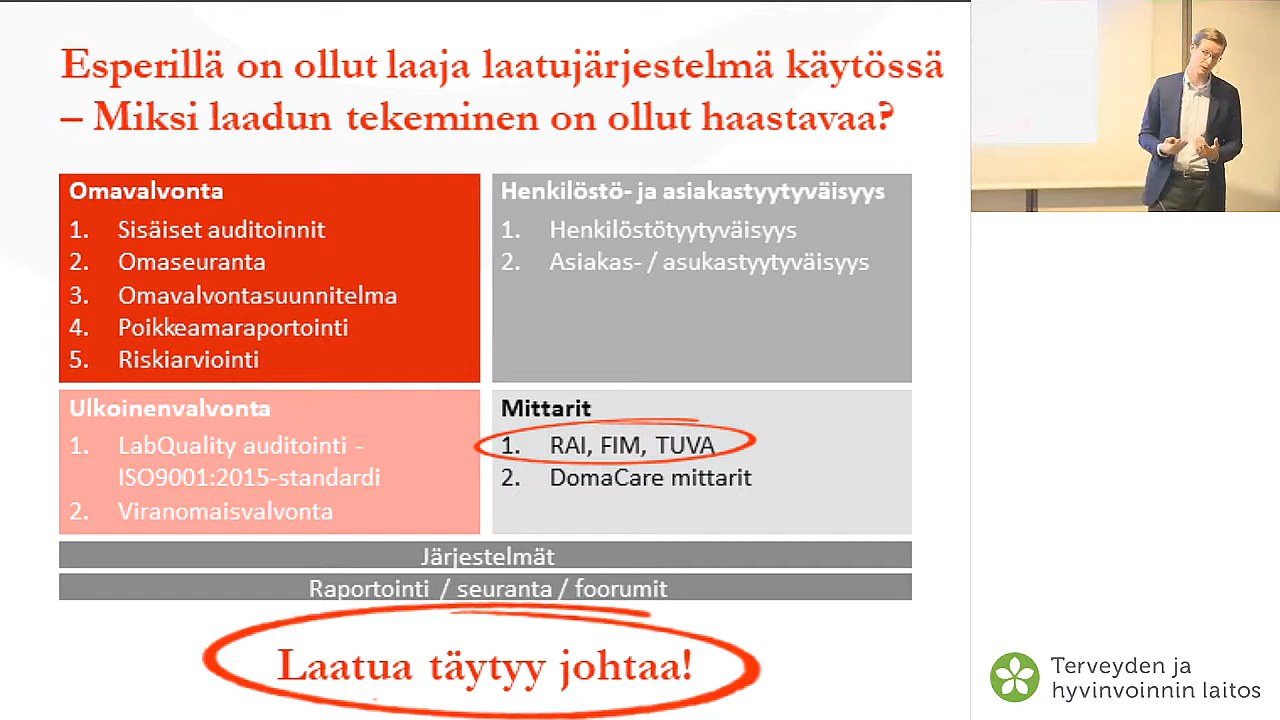 Esperillä on ollut laaja laatujärjestelmä käytössä
– Miksi laadun tekeminen on ollut haastavaa?
Omavalvonta
1. Sisäiset auditoinnit
2. Omaseuranta
3. Omavalvontasuunnitelma
4. Poikkeamaraportointi
5. Riskiarviointi
Henkilöstö- ja asiakastyytyväisyys
1. Henkilöstötyytyväisyys
2. Asiakas- / asukastyytyväisyys
Ulkoinenvalvonta
1. LabQuality auditointi -
ISO9001:2015-standardi
2. Viranomaisvalvonta
Mittarit
1. RAI, FIM, TUVA
2. DomaCare mittarit
Järjestelmät
Raportointi / seuranta / foorumit
Laatua täytyy johtaa!
Terveyden ja
hyvinvoinnin laitos